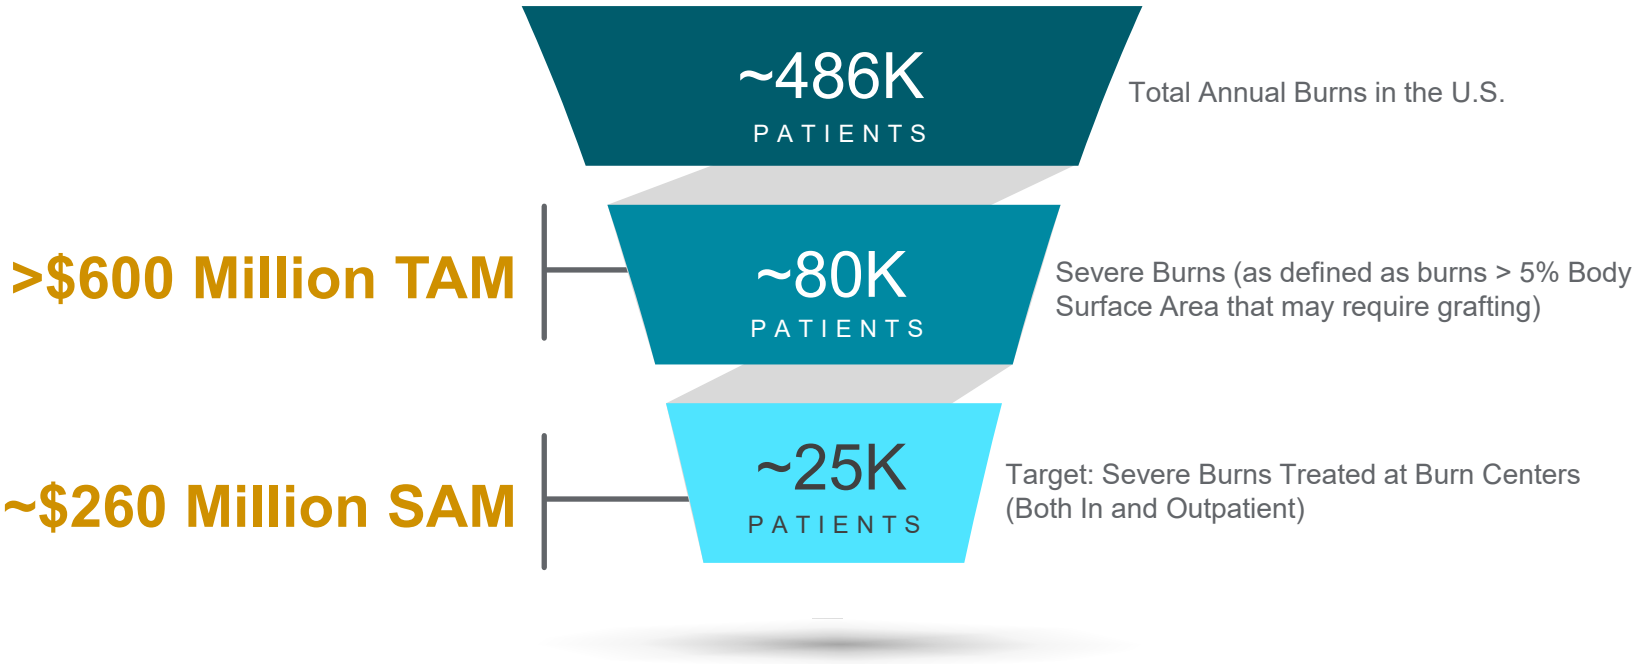 ~486K
PATIENTS
Total Annual Burns in the U.S.
>$600 Million TAM
~80K
PATIENTS
Severe Burns (as defined as burns > 5% Body
Surface Area that may require grafting)
~$260 Million SAM
~25K
PATIENTS
Target: Severe Burns Treated at Burn Centers
(Both In and Outpatient)